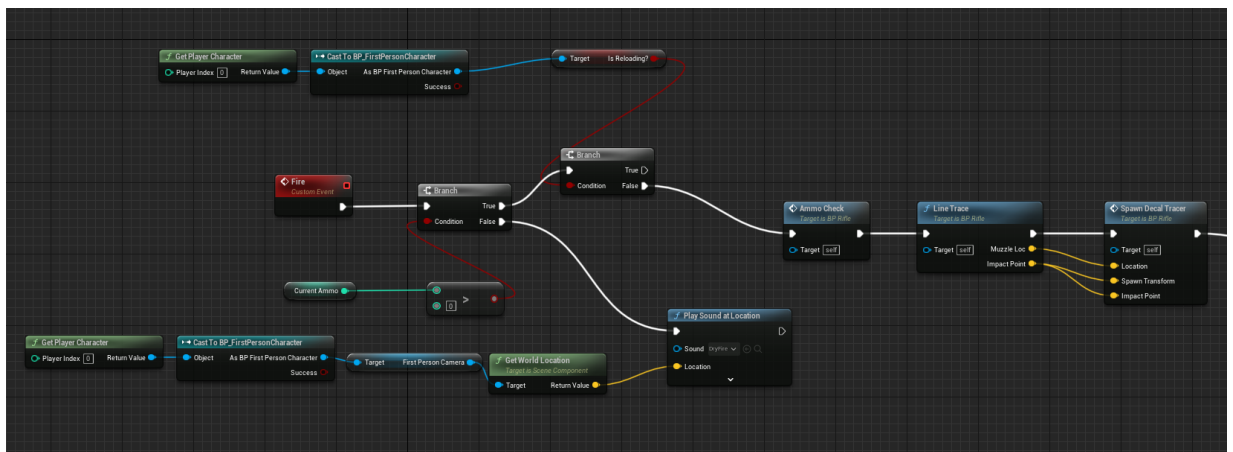 Get Player Character
Player Index 0 Return Value
Cast To BP_FirstPersonCharacter
Object As BP First Person Character
Success
Target Is Reloading?
Fire
Custom Event
Branch
True
Condition False
Branch
True
Condition False
Ammo Check
Target is BP Rifle
Target self
Line Trace
Target is BP Rifle
Target self Muzzle Loc
Impact Point
Spawn Decal Tracer
Target is BP Rifle
Target self
Location
Spawn Transform
Impact Point
Current Ammo
0 >
Get Player Character
Player Index 0 Return Value
Cast To BP_FirstPersonCharacter
Object As BP First Person Character
Success
Target First Person Camera
Get World Location
Target is Scene Component
Target Return Value
Play Sound at Location
Sound DryFire
Location